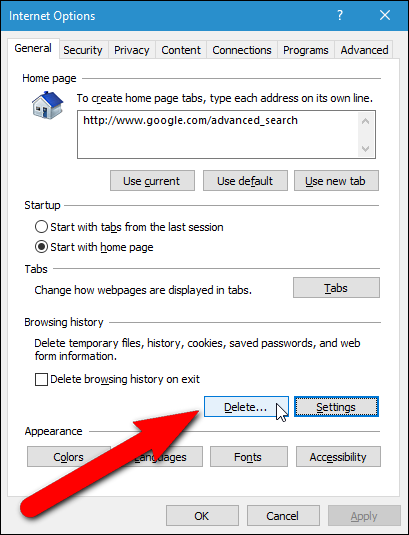 Internet Options
?
General Security Privacy Content Connections Programs Advanced
Home page
To create home page tabs, type each address on its own line.
http://www.google.com/advanced_search
Use current Use default Use new tab
Startup
Start with tabs from the last session
Start with home page
Tabs
Change how webpages are displayed in tabs.
Tabs
Browsing history
Delete temporary files, history, cookies, saved passwords, and web
form information.
Delete browsing history on exit
Delete... Settings
Appearance
Colors Languages Fonts Accessibility
OK Cancel Apply